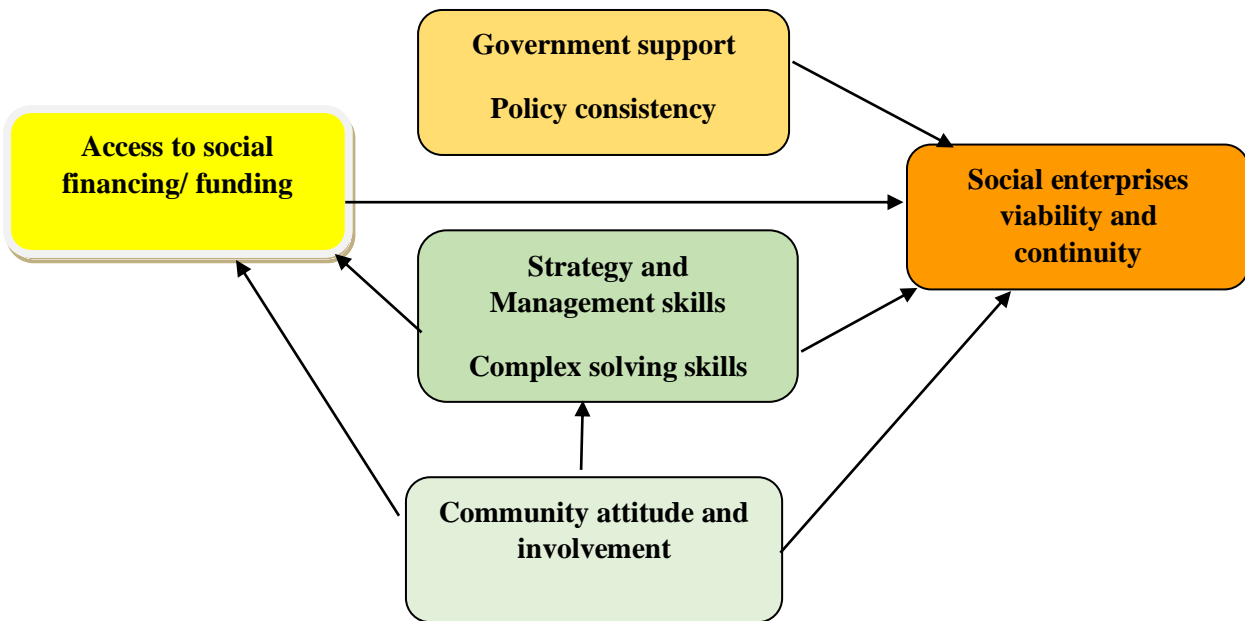 Government support
Policy consistency
Access to social
financing/ funding
Social enterprises
viability and
continuity
Strategy and
Management skills
Complex solving skills
Community attitude and
involvement